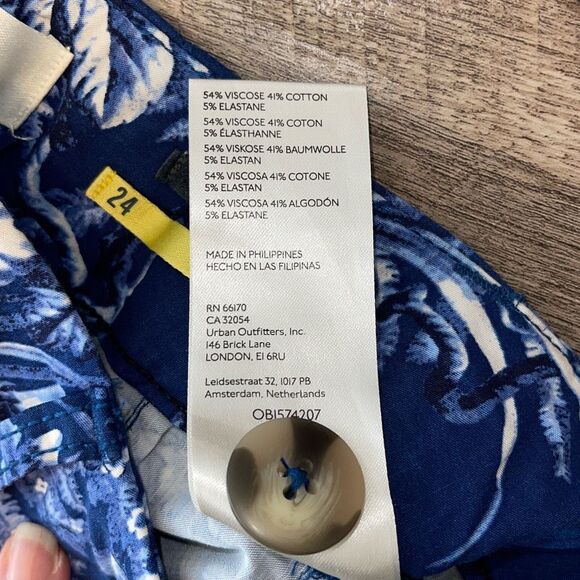 54% VISCOSE 41% COTTON
5% ELASTANE
54% VISCOSE 41% COTON
5% ÉLASTHANNE
54% VISKOSE 41% BAUMWOLLE
5% ELASTAN
54% VISCOSA 41% COTONE
5% ELASTAN
54% VISCOSA 41% ALGODÓN
5% ELASTANE
MADE IN PHILIPPINES
HECHO EN LAS FILIPINAS
RN 66170
CA 32054
Urban Outfitters, Inc.
146 Brick Lane
LONDON, E1 6RU
Leidsestraat 32, 1017 PB
Amsterdam, Netherlands
OB1574207
24